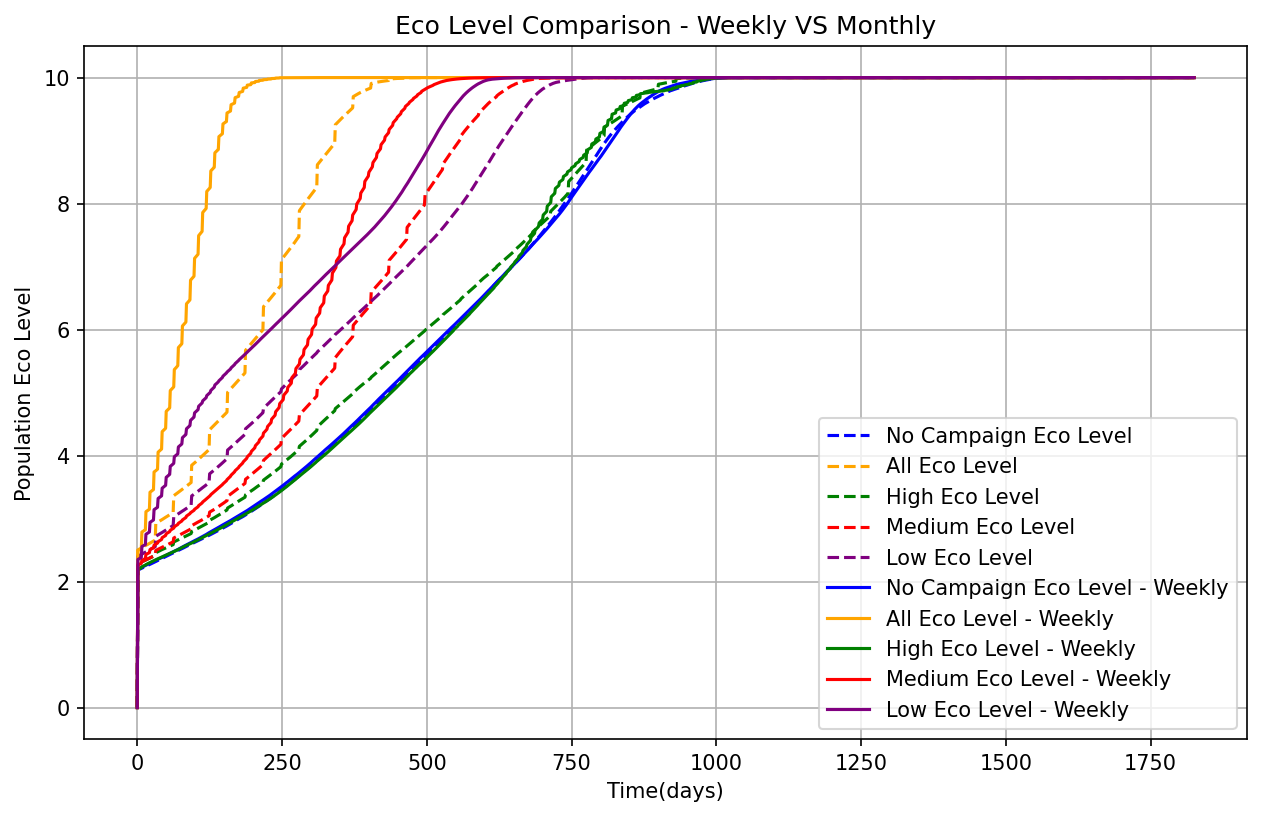 Eco Level Comparison - Weekly VS Monthly
10
8
6
4
2
0
Population Eco Level
No Campaign Eco Level
All Eco Level
High Eco Level
Medium Eco Level
Low Eco Level
No Campaign Eco Level - Weekly
All Eco Level - Weekly
High Eco Level - Weekly
Medium Eco Level - Weekly
Low Eco Level - Weekly
0 250 500 750 1000 1250 1500 1750
Time(days)